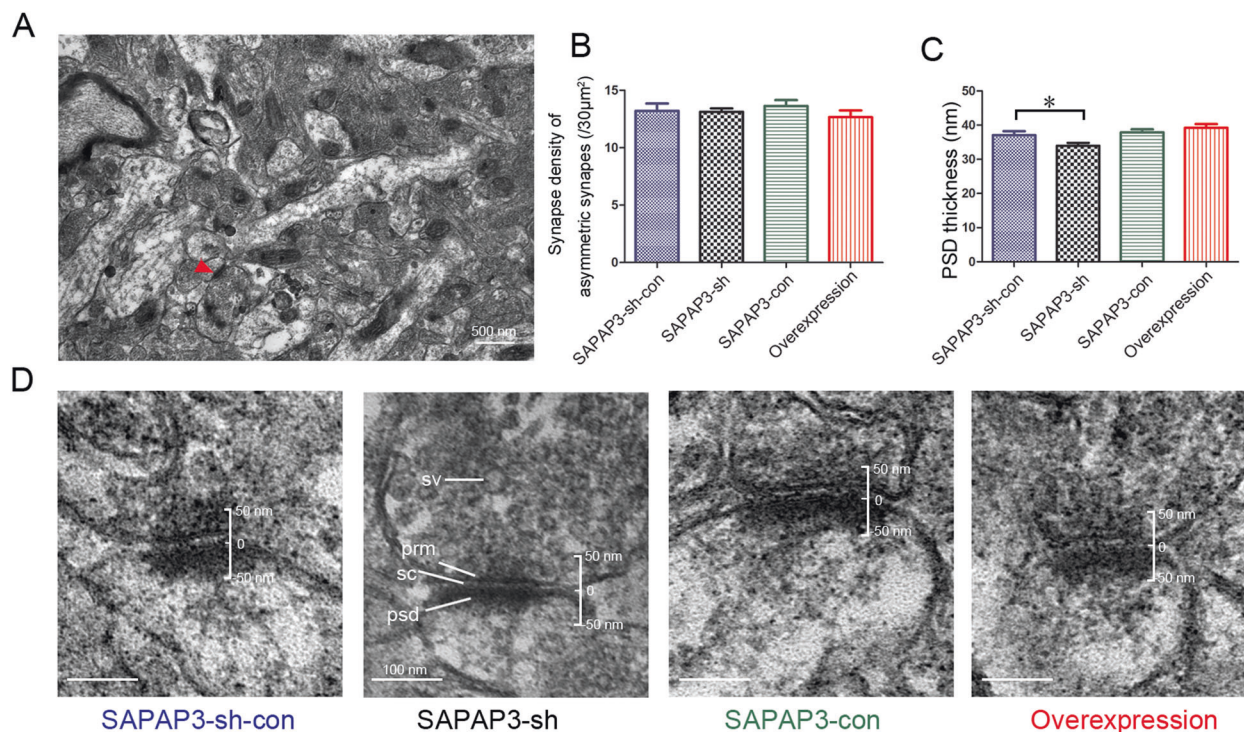 A
500 nm
B
Synapse density of
asymmetric synapes (/30μm²)
15
10
5
0
SAPAP3-sh-con
SAPAP3-sh
SAPAP3-con
Overexpression
C
PSD thickness (nm)
50
40
30
20
10
0
*
SAPAP3-sh-con
SAPAP3-sh
SAPAP3-con
Overexpression
D
50 nm
0
-50 nm
sv
prm
sc
psd
50 nm
0
50 nm
100 nm
50 nm
0
-50 nm
50 nm
0
50 nm
SAPAP3-sh-con
SAPAP3-sh
SAPAP3-con
Overexpression